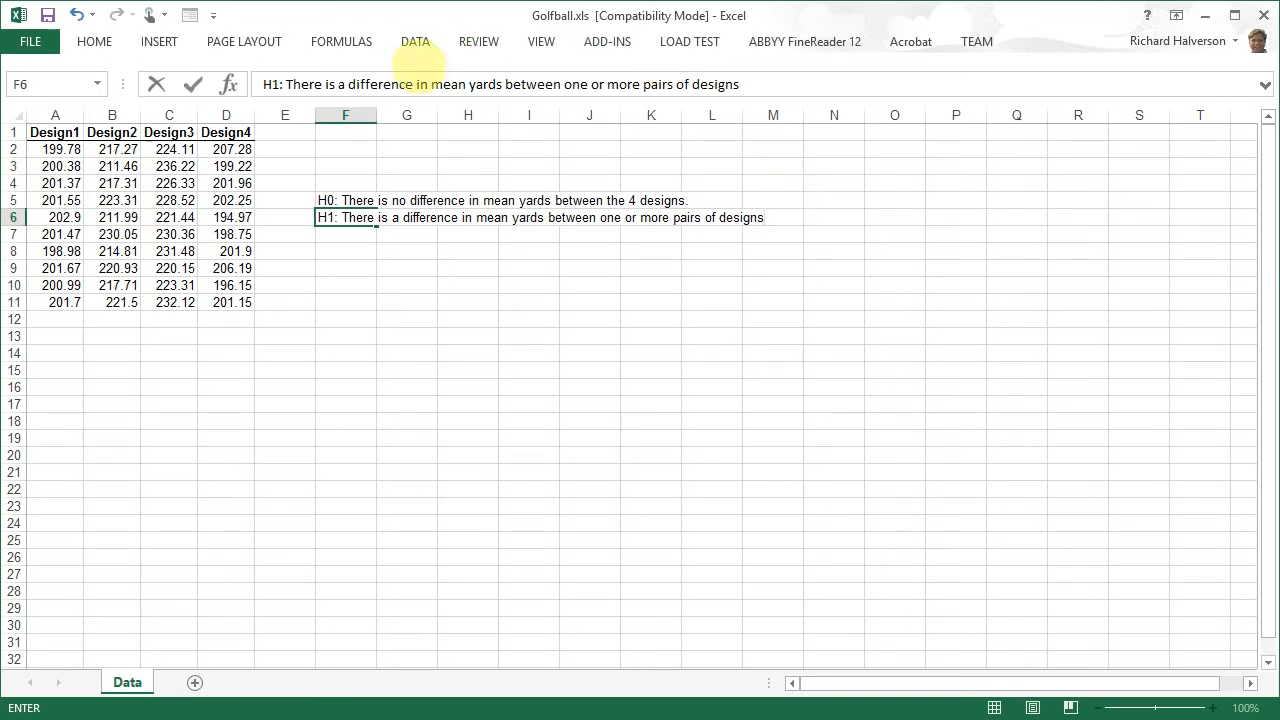 Golfball.xls [Compatibility Mode] - Excel
?
FILE HOME INSERT PAGE LAYOUT FORMULAS DATA REVIEW VIEW ADD-INS LOAD TEST ABBYY FineReader 12 Acrobat TEAM Richard Halverson
F6 fx H1: There is a difference in mean yards between one or more pairs of designs
A B C D E F G H I J K L M N O P Q R S T
1 Design1 Design2 Design3 Design4
2 199.78 217.27 224.11 207.28
3 200.38 211.46 236.22 199.22
4 201.37 217.31 226.33 201.96
5 201.55 223.31 228.52 202.25 H0: There is no difference in mean yards between the 4 designs.
6 202.9 211.99 221.44 194.97 H1: There is a difference in mean yards between one or more pairs of designs
7 201.47 230.05 230.36 198.75
8 198.98 214.81 231.48 201.9
9 201.67 220.93 220.15 206.19
10 200.99 217.71 223.31 196.15
11 201.7 221.5 232.12 201.15
12
13
14
15
16
17
18
19
20
21
22
23
24
25
26
27
28
29
30
31
32
Data
ENTER 100%